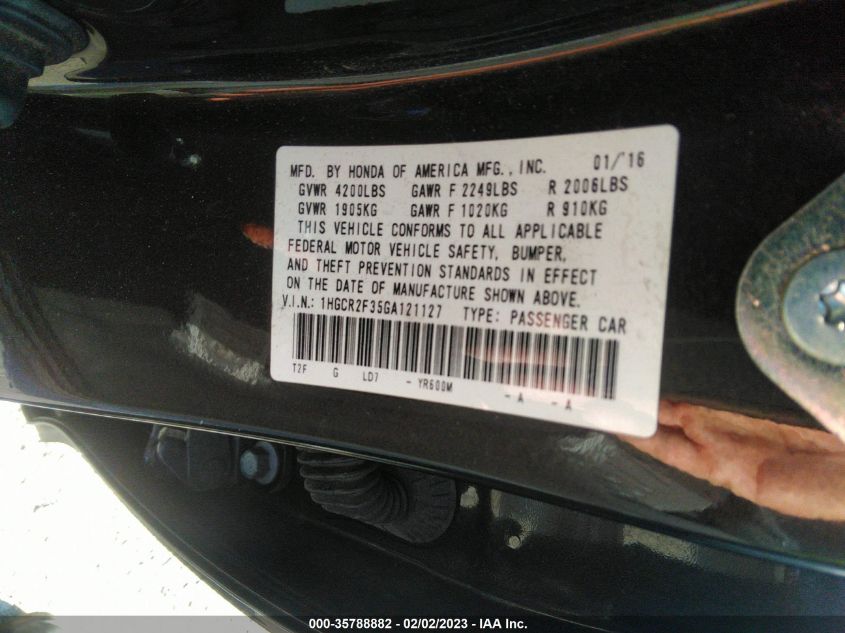 MFD. BY HONDA OF AMERICA MFG., INC. 01/'16
GVWR 4200LBS GAWR F 2249LBS R 2006LBS
GVWR 1905KG GAWR F 1020KG R 910KG
THIS VEHICLE CONFORMS TO ALL APPLICABLE
FEDERAL MOTOR VEHICLE SAFETY, BUMPER,
AND THEFT PREVENTION STANDARDS IN EFFECT
ON THE DATE OF MANUFACTURE SHOWN ABOVE.
V.I.N.: 1HGCR2F35GA121127 TYPE: PASSENGER CAR
T2F G LD7 - YR600M - A - A
000-35788882 - 02/02/2023 - IAA Inc.